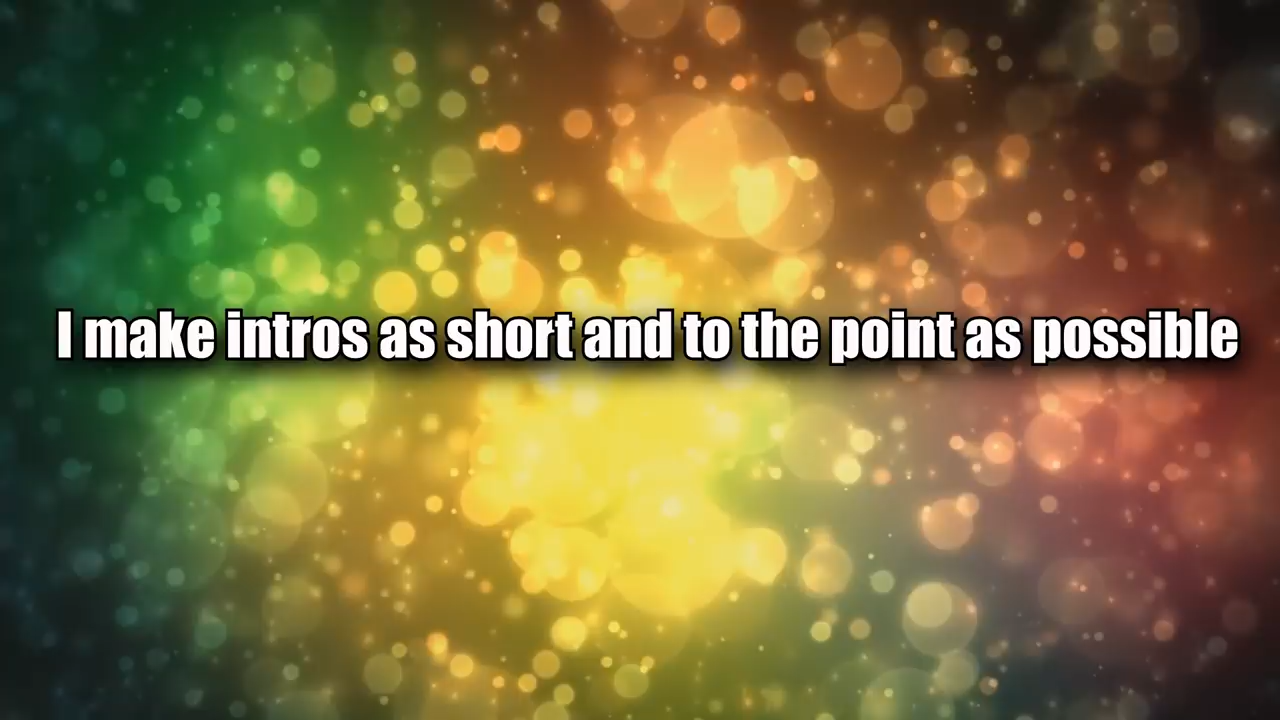 I make intros as short and to the point as possible